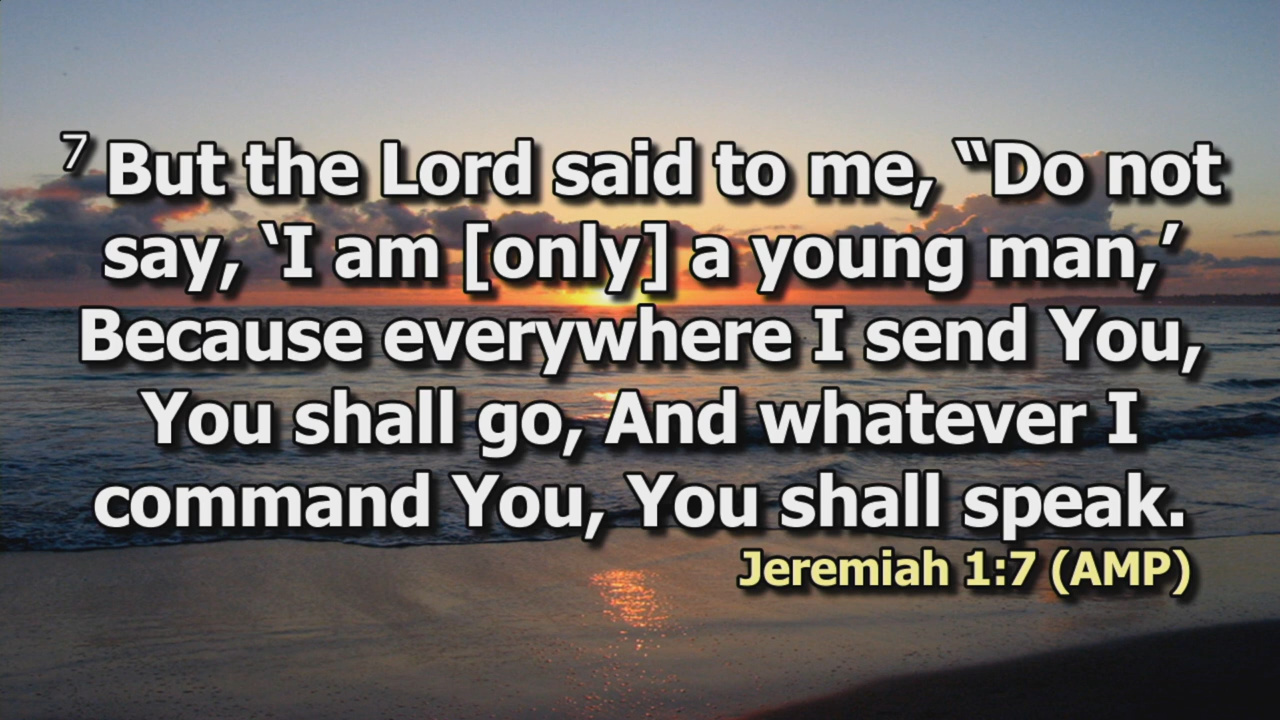 7 But the Lord said to me, “Do not
say, ‘I am [only] a young man,’
Because everywhere I send You,
You shall go, And whatever I
command You, You shall speak.
Jeremiah 1:7 (AMP)